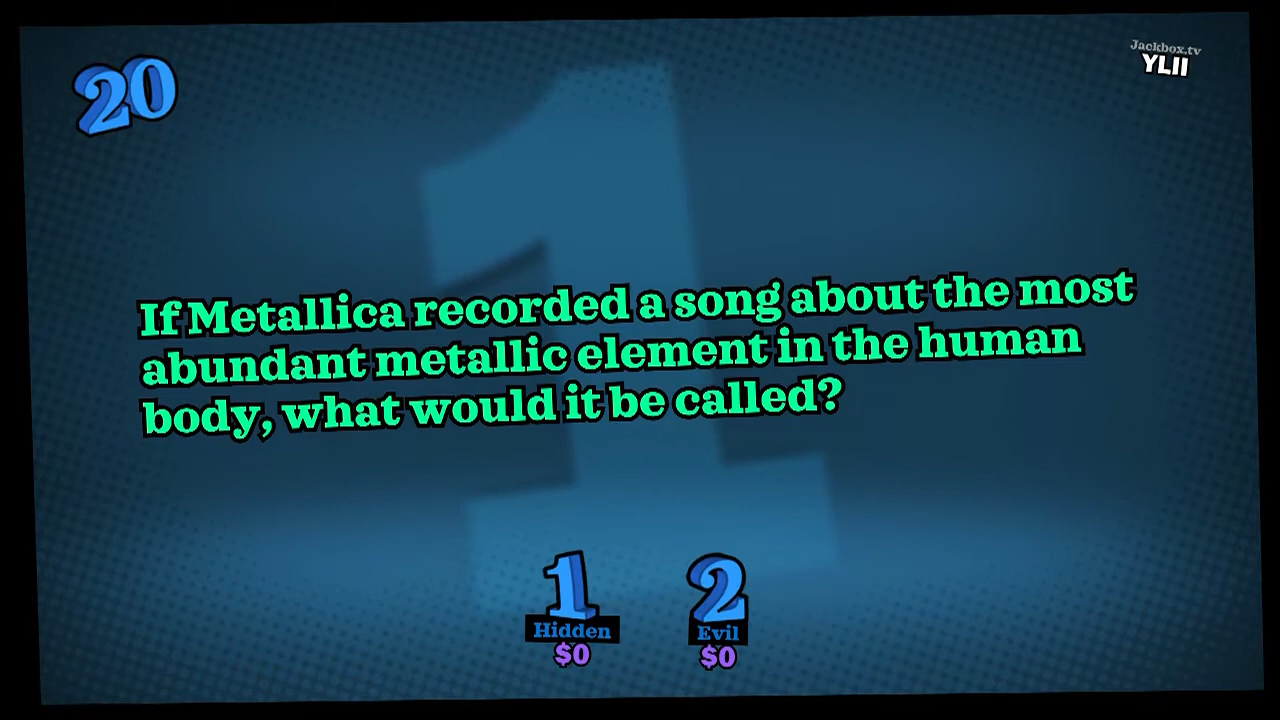 20
Jackbox.tv
YLII
If Metallica recorded a song about the most
abundant metallic element in the human
body, what would it be called?
1
1 2
Hidden Evil
$0 $0